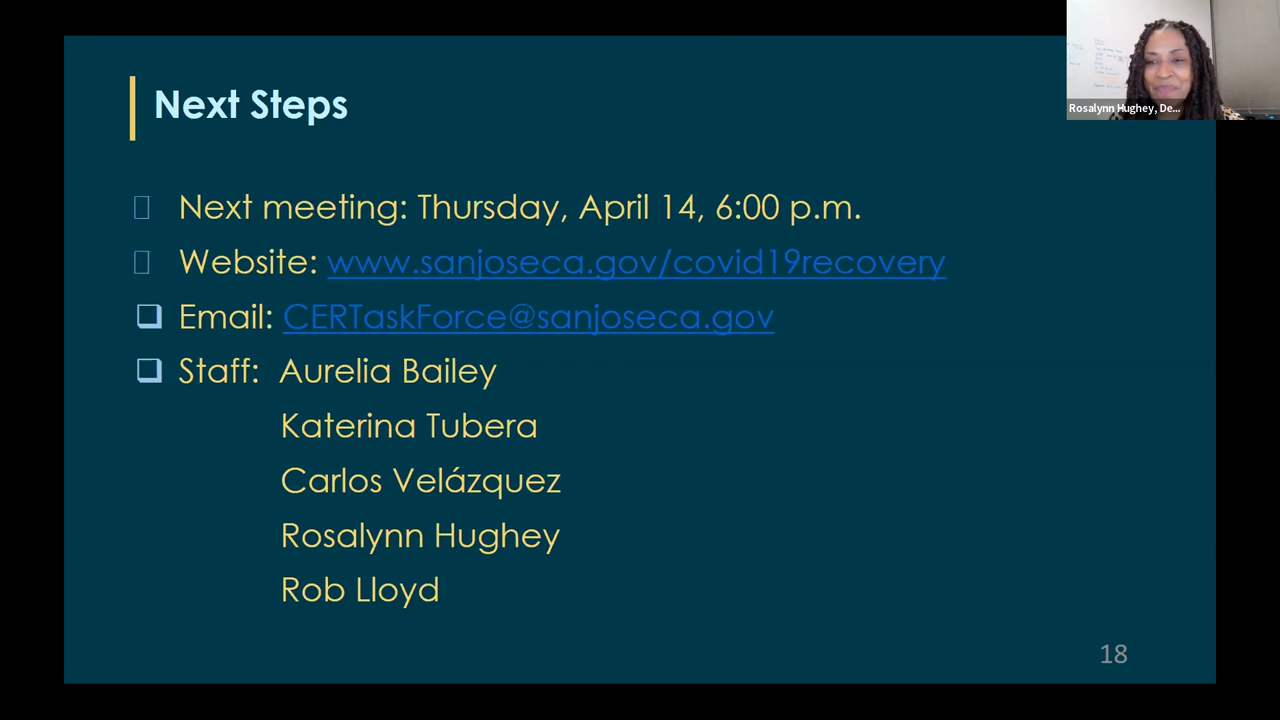 Next Steps
Next meeting: Thursday, April 14, 6:00 p.m.
Website: www.sanjoseca.gov/covid19recovery
Email: CERTaskForce@sanjoseca.gov
Staff: Aurelia Bailey
Katerina Tubera
Carlos Velázquez
Rosalynn Hughey
Rob Lloyd
18
Rosalynn Hughey, De...